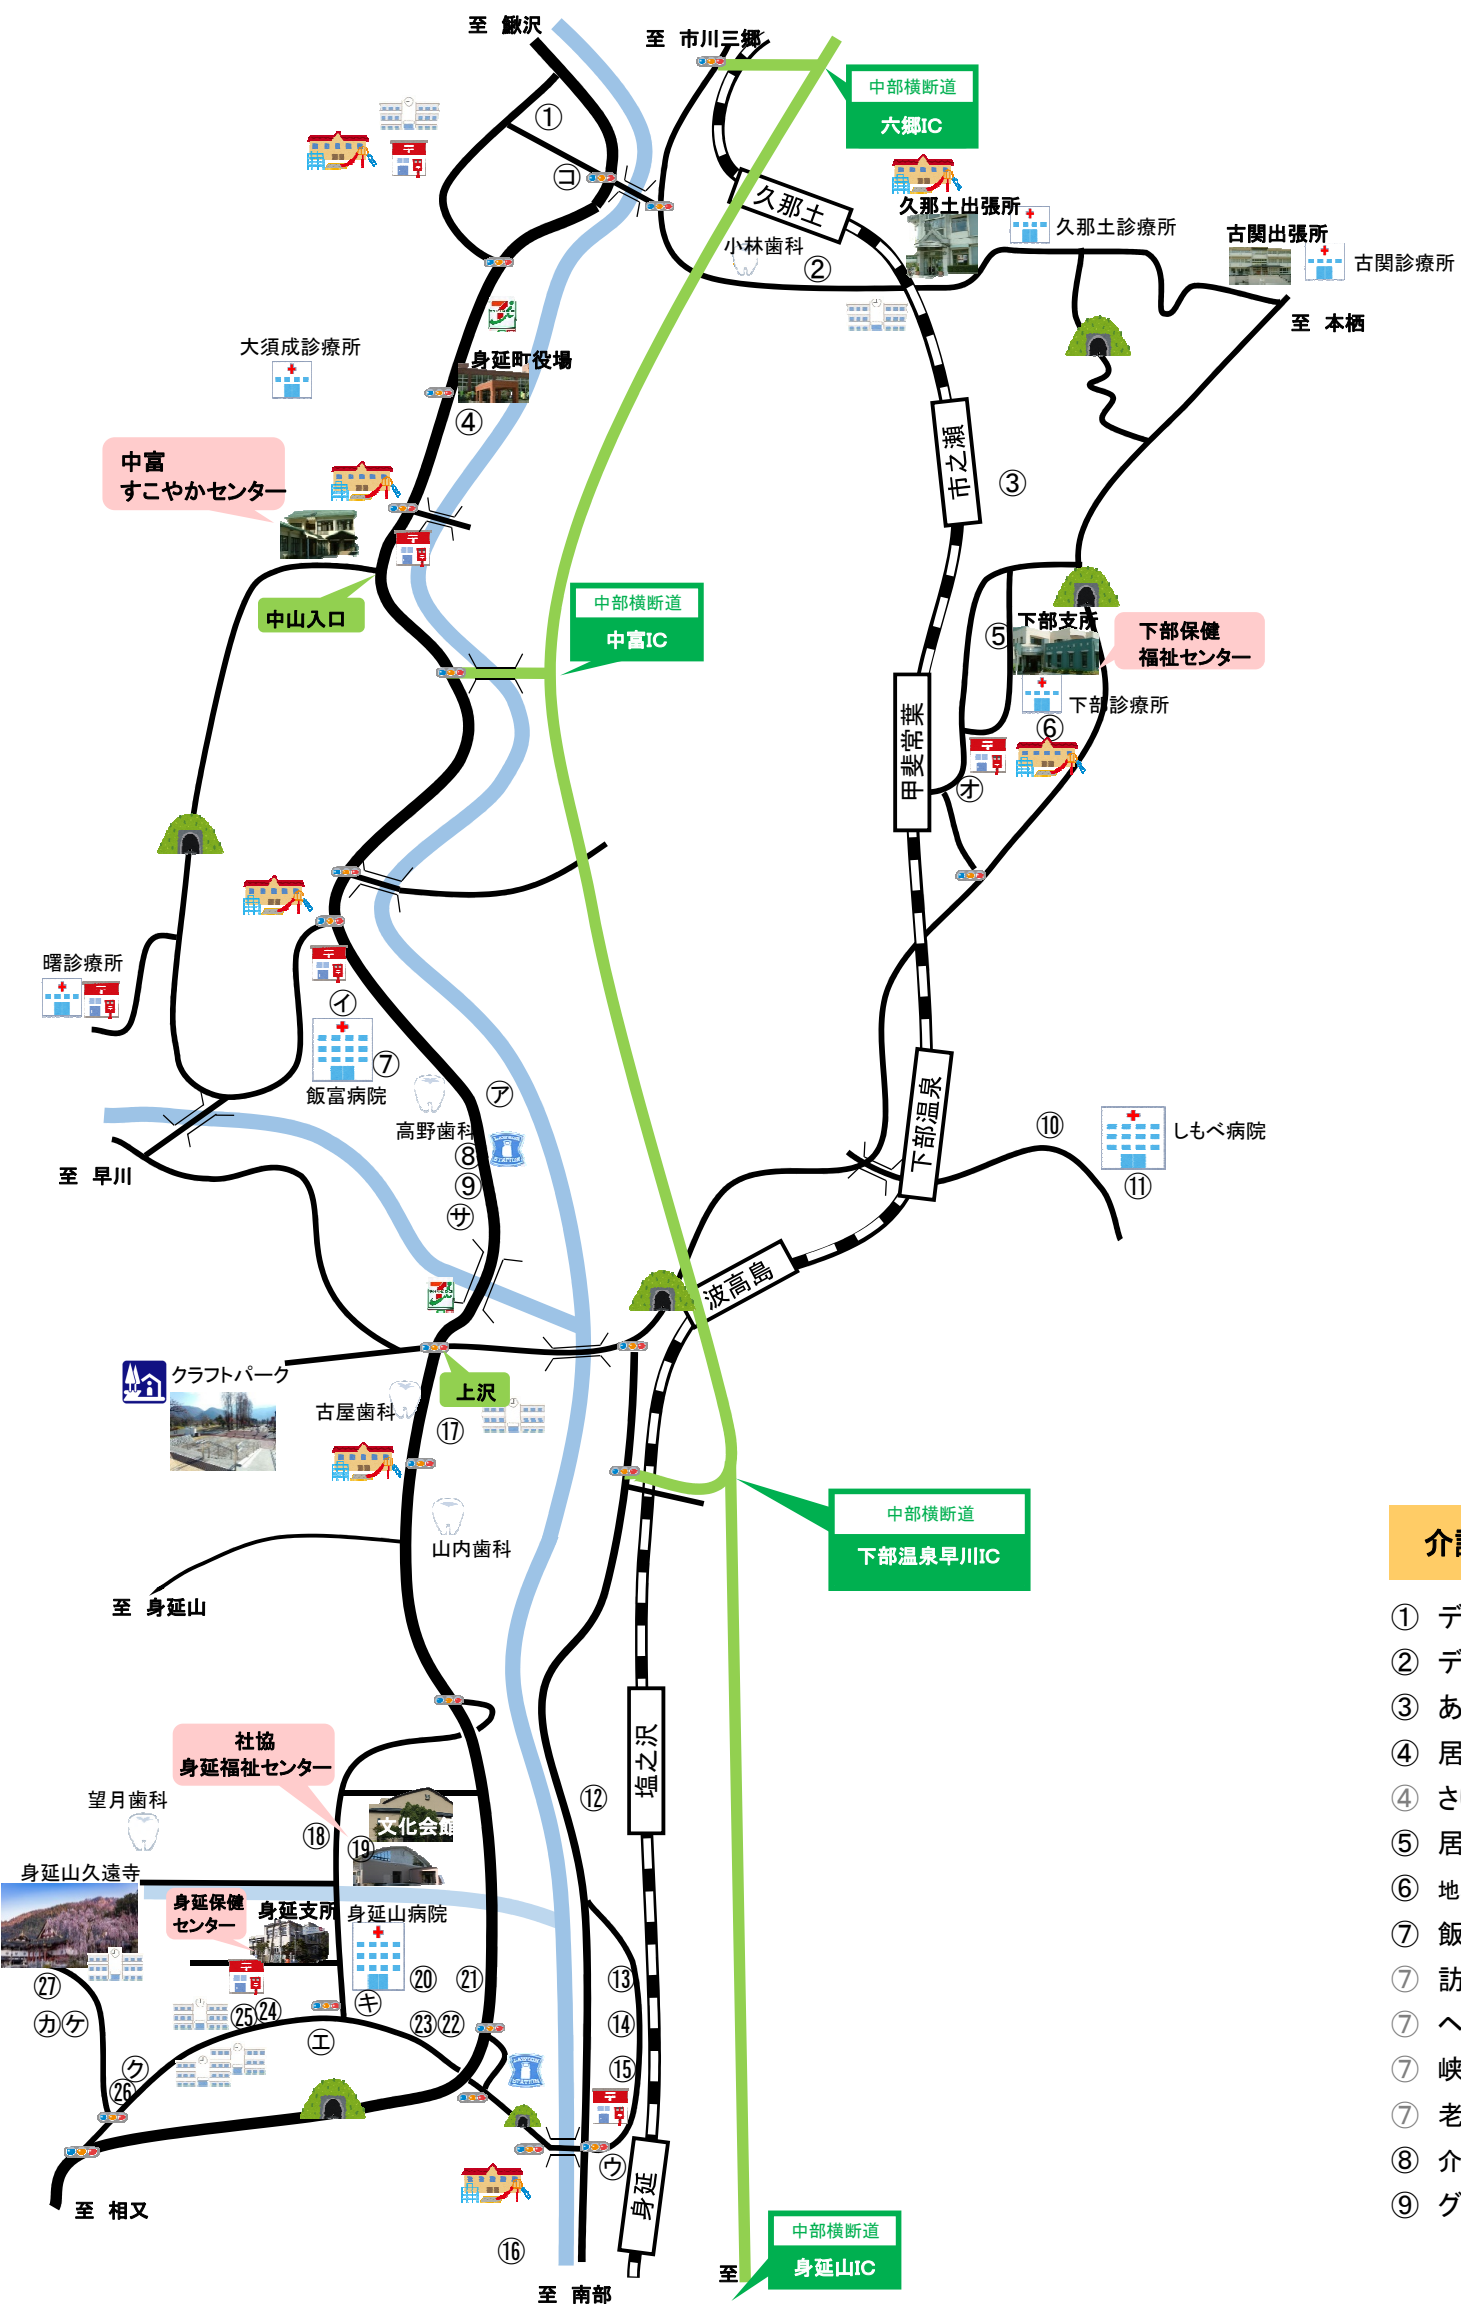 至 鰍沢
至 市川三郷
中部横断道
六郷IC
①
コ
久那土
小林歯科
②
久那土出張所
久那土診療所
古関出張所
古関診療所
至 本栖
大須成診療所
身延町役場
④
中富
すこやかセンター
市之瀬
③
中山入口
中部横断道
中富IC
⑤
下部支所
下部保健
福祉センター
下部診療所
⑥
甲斐常葉
オ
曙診療所
イ
⑦
飯富病院
高野歯科
ア
⑧
⑨
サ
至 早川
下部温泉
⑩
しもべ病院
⑪
波高島
クラフトパーク
上沢
古屋歯科
⑰
山内歯科
中部横断道
下部温泉早川IC
至 身延山
社協
身延福祉センター
望月歯科
塩之沢
⑫
文化会館
⑱
⑲
身延山久遠寺
身延保健
センター
身延支所
身延山病院
㉗
カ
ケ
⑳
㉑
キ
㉕
㉔
㉓
㉒
エ
⑬
⑭
⑮
ク
㉖
ウ
身延
至 相又
⑯
至 南部
至
中部横断道
身延山IC
介
① デ
② デ
③ あ
④ 居
④ さ
⑤ 居
⑥ 地
⑦ 飯
⑦ 訪
⑦ ヘ
⑦ 峡
⑦ 老
⑧ 介
⑨ グ